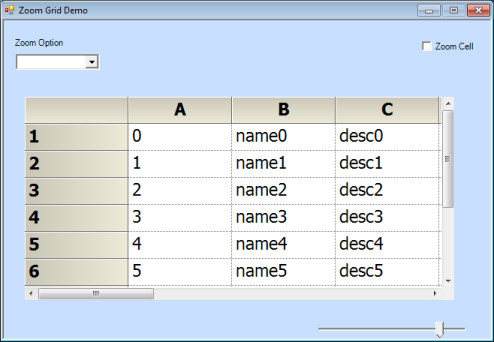 Zoom Grid Demo
Zoom Option
Zoom Cell
A B C
1 0 name0 desc0
2 1 name1 desc1
3 2 name2 desc2
4 3 name3 desc3
5 4 name4 desc4
6 5 name5 desc5